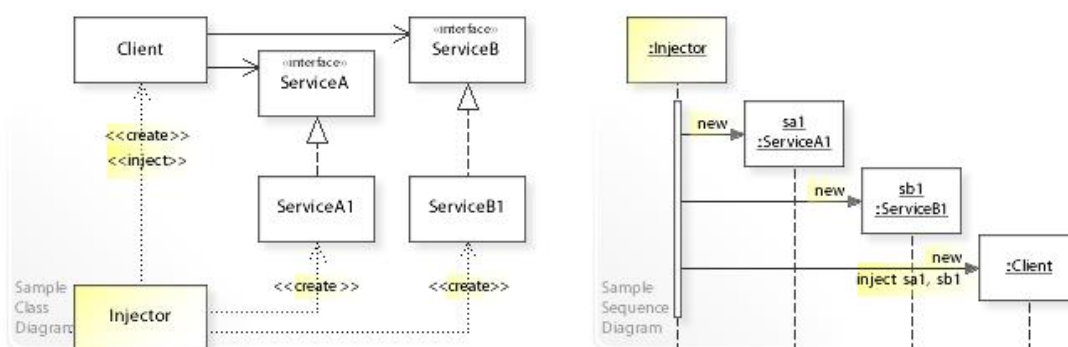 Client
«interface»
ServiceB
«interface»
ServiceA
<<create>>
<<inject>>
ServiceA1
ServiceB1
<<create >>
<<create>>
Sample
Class
Diagram
Injector
:Injector
new
sa1
:ServiceA1
new
sb1
:ServiceB1
new
inject sa1, sb1
:Client
Sample
Sequence
Diagram